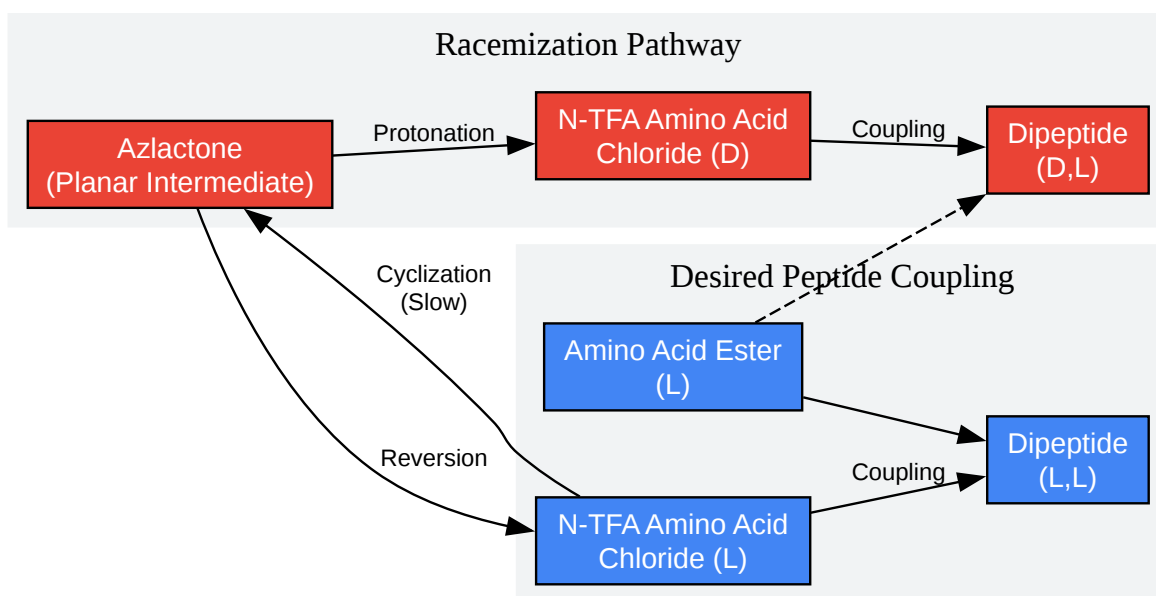 Racemization Pathway
Azlactone
(Planar Intermediate)
Protonation
N-TFA Amino Acid
Chloride (D)
Coupling
Dipeptide
(D,L)
Cyclization
(Slow)
Reversion
Desired Peptide Coupling
Amino Acid Ester
(L)
N-TFA Amino Acid
Chloride (L)
Coupling
Dipeptide
(L,L)